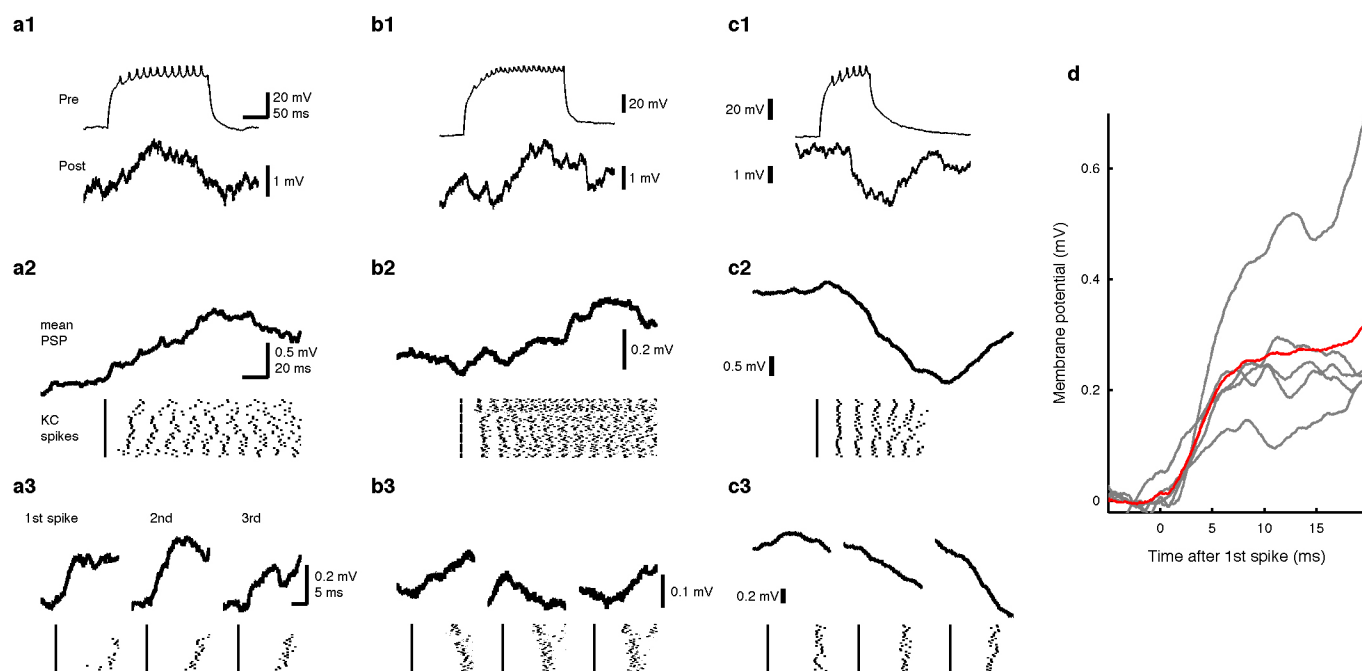 a1
b1
c1
d
Pre
20 mV
50 ms
20 mV
20 mV
Post
1 mV
1 mV
1 mV
a2
b2
c2
mean
PSP
0.5 mV
20 ms
0.2 mV
0.5 mV
KC
spikes
a3
b3
c3
1st spike
2nd
3rd
0.2 mV
5 ms
0.1 mV
0.2 mV
Membrane potential (mV)
0.6
0.4
0.2
0
0
5
10
15
Time after 1st spike (ms)